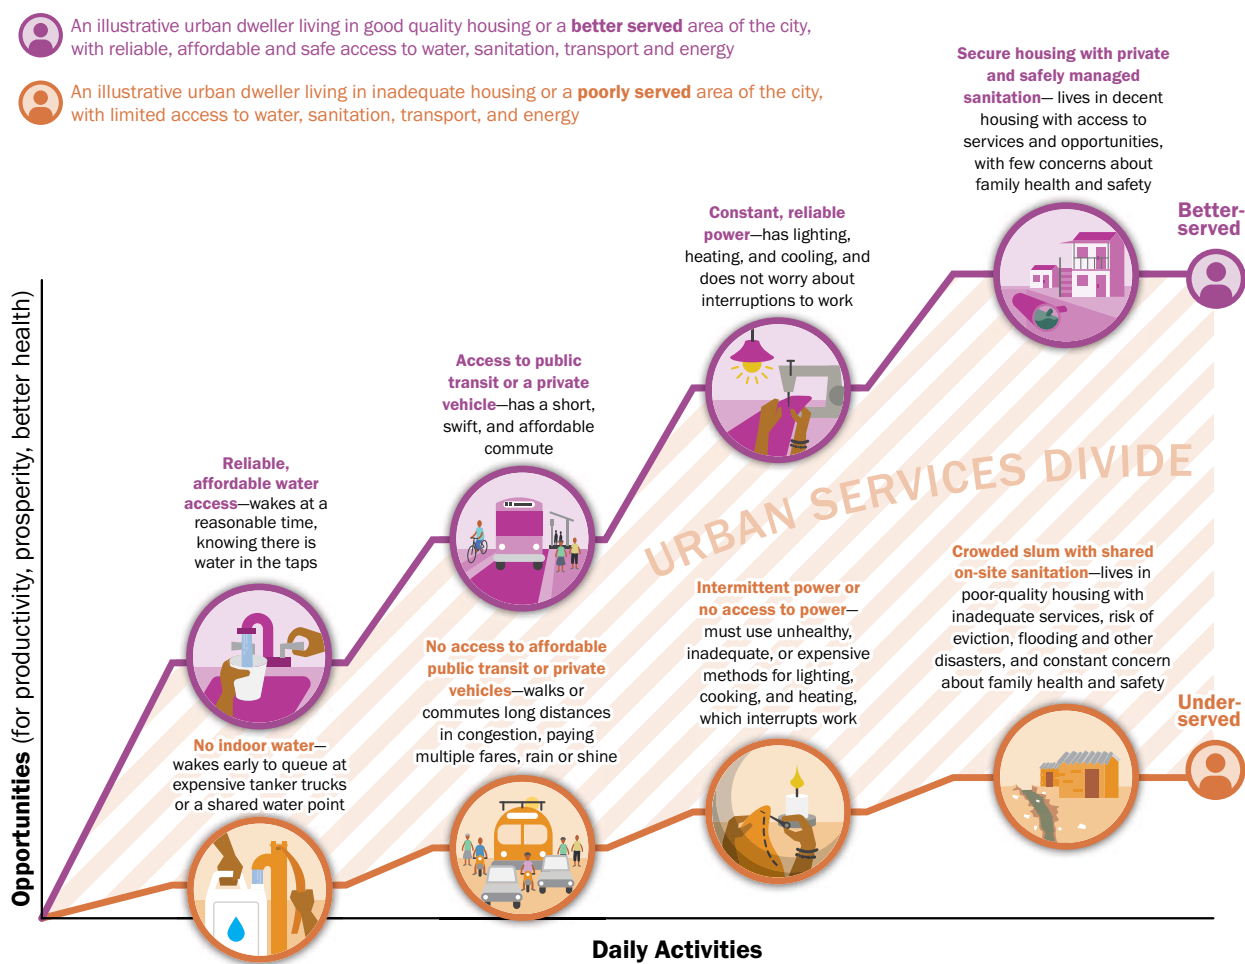 An illustrative urban dweller living in good quality housing or a better served area of the city,
with reliable, affordable and safe access to water, sanitation, transport and energy
An illustrative urban dweller living in inadequate housing or a poorly served area of the city,
with limited access to water, sanitation, transport, and energy
Secure housing with private
and safely managed
sanitation— lives in decent
housing with access to
services and opportunities,
with few concerns about
family health and safety
Better-
served
Constant, reliable
power—has lighting,
heating, and cooling, and
does not worry about
interruptions to work
Access to public
transit or a private
vehicle—has a short,
swift, and affordable
commute
Reliable,
affordable water
access—wakes at a
reasonable time,
knowing there is
water in the taps
URBAN SERVICES DIVIDE
Crowded slum with shared
on-site sanitation—lives in
poor-quality housing with
inadequate services, risk of
eviction, flooding and other
disasters, and constant concern
about family health and safety
Under-
served
Intermittent power or
no access to power—
must use unhealthy,
inadequate, or expensive
methods for lighting,
cooking, and heating,
which interrupts work
No access to affordable
public transit or private
vehicles—walks or
commutes long distances
in congestion, paying
multiple fares, rain or shine
No indoor water—
wakes early to queue at
expensive tanker trucks
or a shared water point
Opportunities (for productivity, prosperity, better health)
Daily Activities